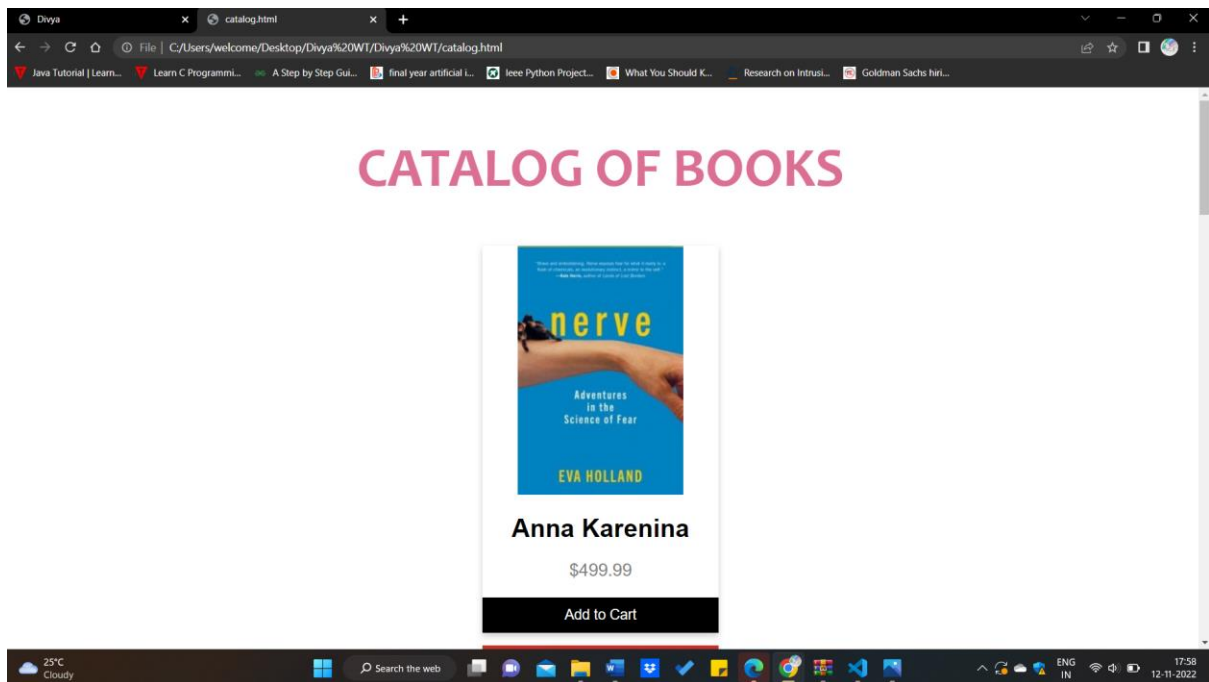 Divya
catalog.html
File
C:/Users/welcome/Desktop/Divya%20WT/Divya%20WT/catalog.html
Java Tutorial | Learn...
Learn C Programmi...
A Step by Step Gui...
final year artificial i...
Ieee Python Project...
What You Should K...
Research on Intrusi...
Goldman Sachs hiri...
CATALOG OF BOOKS
nerve
Adventures
in the
Science of Fear
EVA HOLLAND
Anna Karenina
$499.99
Add to Cart
25°C
Cloudy
Search the web
ENG
IN
17:58
12-11-2022